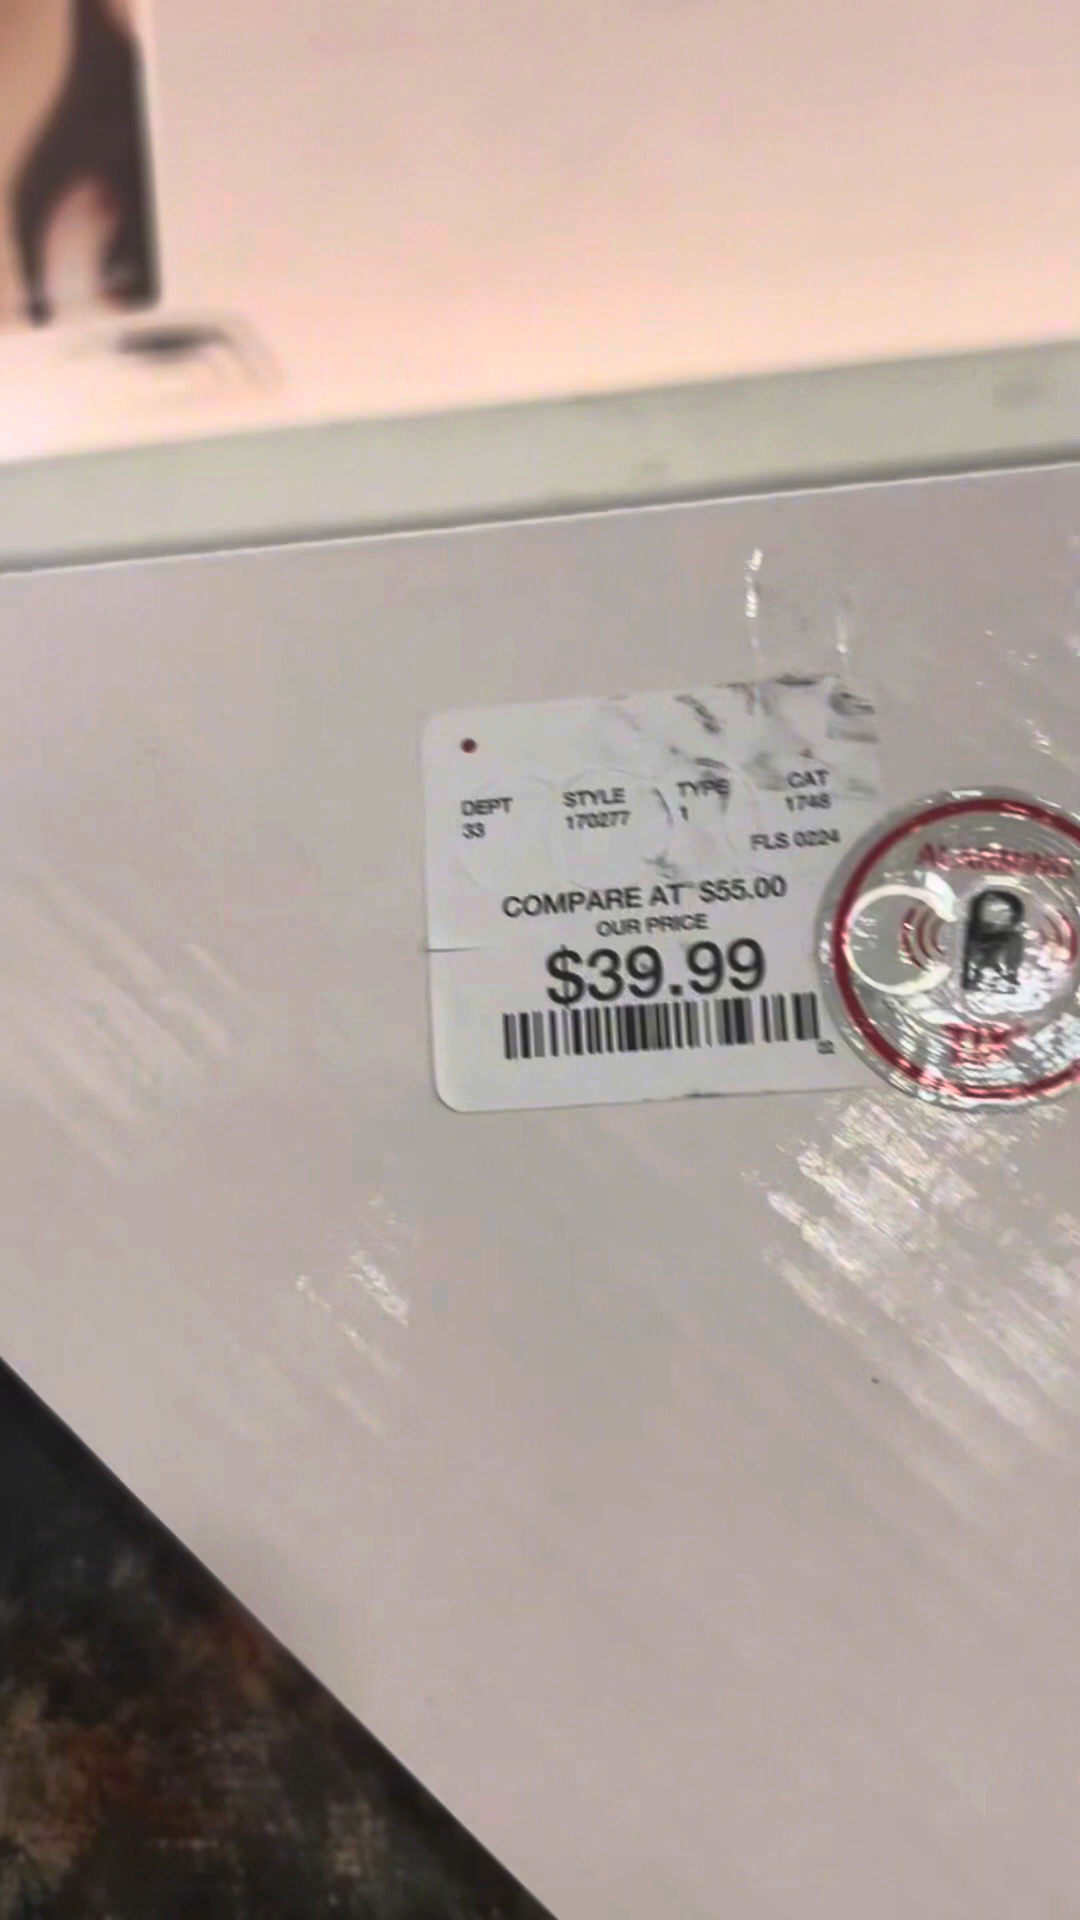 DEPT STYLE TYPE CAT
33 170277 1 1748
FLS 0224
COMPARE AT $55.00
OUR PRICE
$39.99